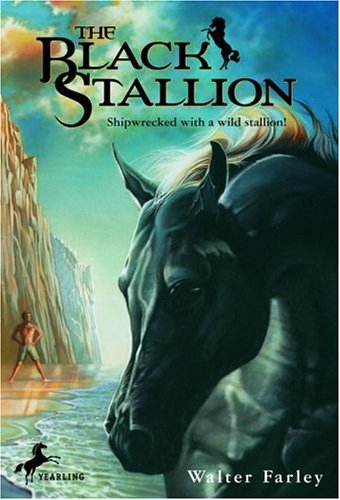 THE
BLACK
STALLION
Shipwrecked with a wild stallion!
YEARLING
Walter Farley